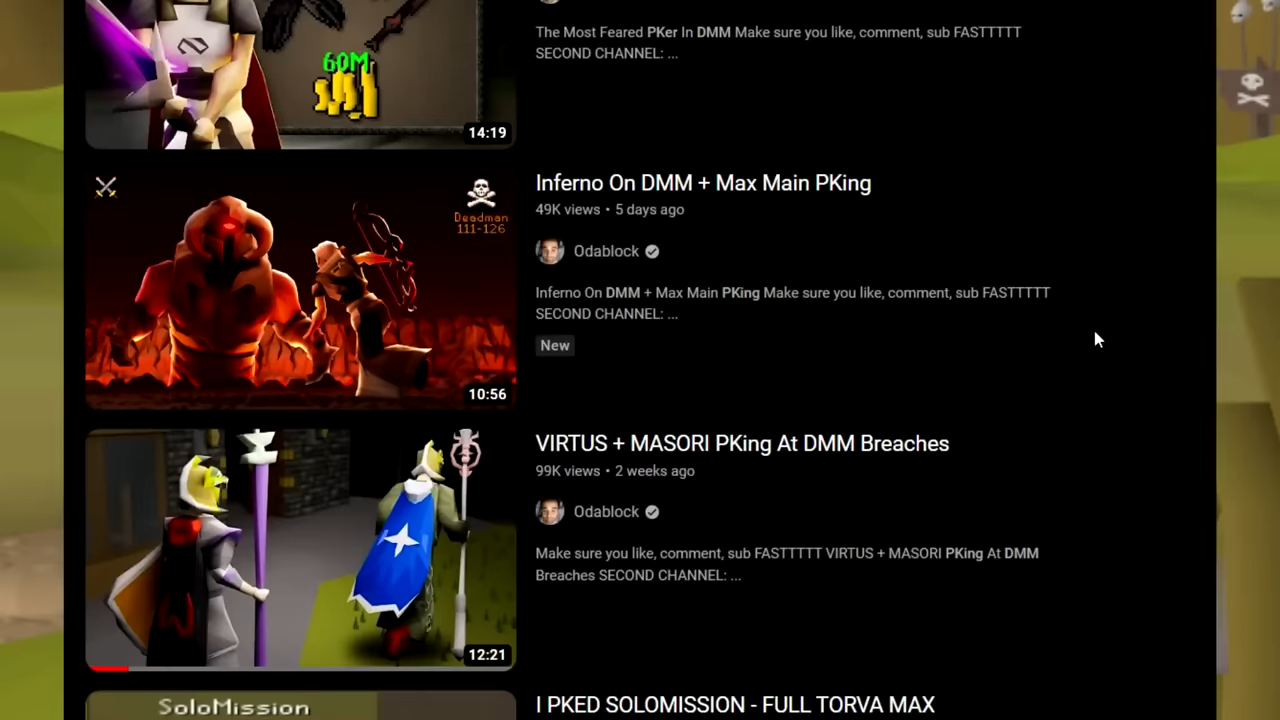 The Most Feared PKer In DMM Make sure you like, comment, sub FASTTTTT
SECOND CHANNEL: ...
60M
14:19
Inferno On DMM + Max Main PKing
49K views • 5 days ago
Deadman
111-126
Odablock
Inferno On DMM + Max Main PKing Make sure you like, comment, sub FASTTTTT
SECOND CHANNEL: ...
New
10:56
VIRTUS + MASORI PKing At DMM Breaches
99K views • 2 weeks ago
Odablock
Make sure you like, comment, sub FASTTTTT VIRTUS + MASORI PKing At DMM
Breaches SECOND CHANNEL: ...
12:21
SoloMission
I PKED SOLOMISSION - FULL TORVA MAX